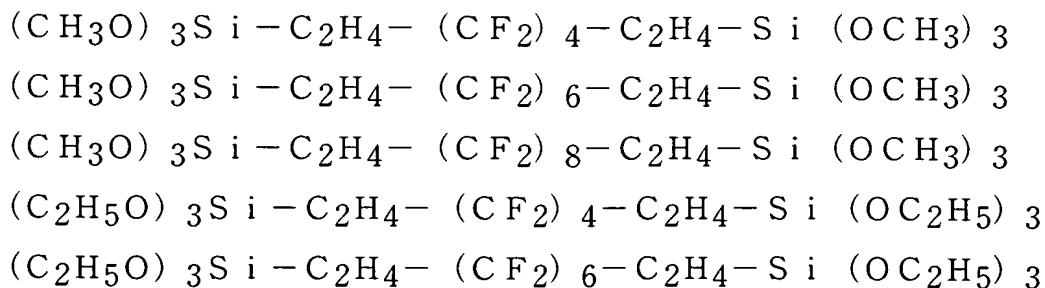 (CH3O)3Si−C2H4−(CF2)4−C2H4−Si(OCH3)3
(CH3O)3Si−C2H4−(CF2)6−C2H4−Si(OCH3)3
(CH3O)3Si−C2H4−(CF2)8−C2H4−Si(OCH3)3
(C2H5O)3Si−C2H4−(CF2)4−C2H4−Si(OC2H5)3
(C2H5O)3Si−C2H4−(CF2)6−C2H4−Si(OC2H5)3